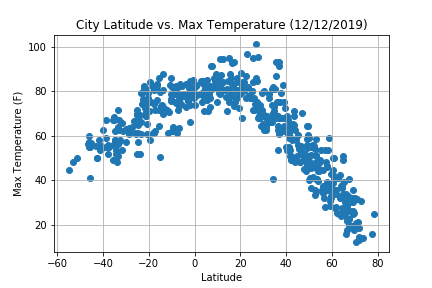 City Latitude vs. Max Temperature (12/12/2019)
100
80
60
40
20
Max Temperature (F)
−60 −40 −20 0 20 40 60 80
Latitude